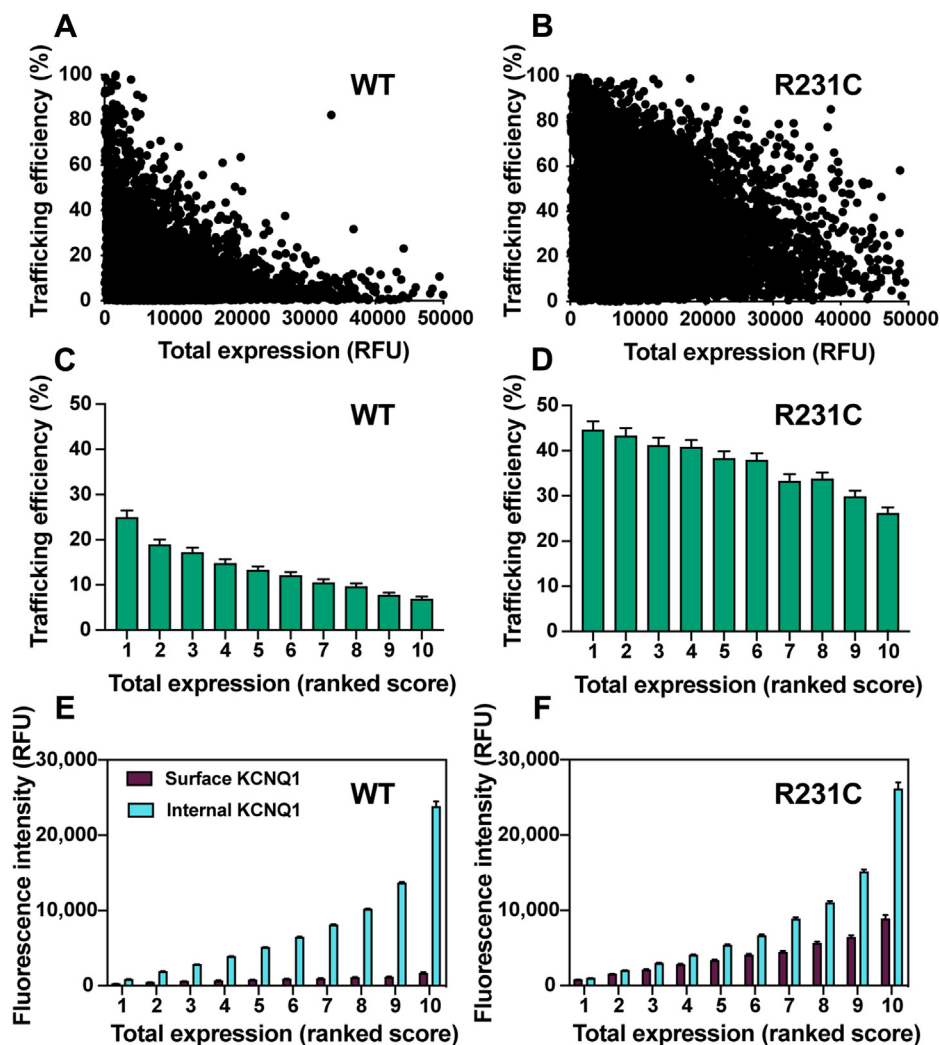 A
WT
Trafficking efficiency (%)
100
80
60
40
20
0
0 10000 20000 30000 40000 50000
Total expression (RFU)
B
R231C
Trafficking efficiency (%)
100
80
60
40
20
0
0 10000 20000 30000 40000 50000
Total expression (RFU)
C
WT
Trafficking efficiency (%)
50
40
30
20
10
0
1 2 3 4 5 6 7 8 9 10
Total expression (ranked score)
D
R231C
Trafficking efficiency (%)
50
40
30
20
10
0
1 2 3 4 5 6 7 8 9 10
Total expression (ranked score)
E
WT
Fluorescence intensity (RFU)
30,000
20,000
10,000
0
Surface KCNQ1
Internal KCNQ1
1 2 3 4 5 6 7 8 9 10
Total expression (ranked score)
F
R231C
Fluorescence intensity (RFU)
30,000
20,000
10,000
0
1 2 3 4 5 6 7 8 9 10
Total expression (ranked score)